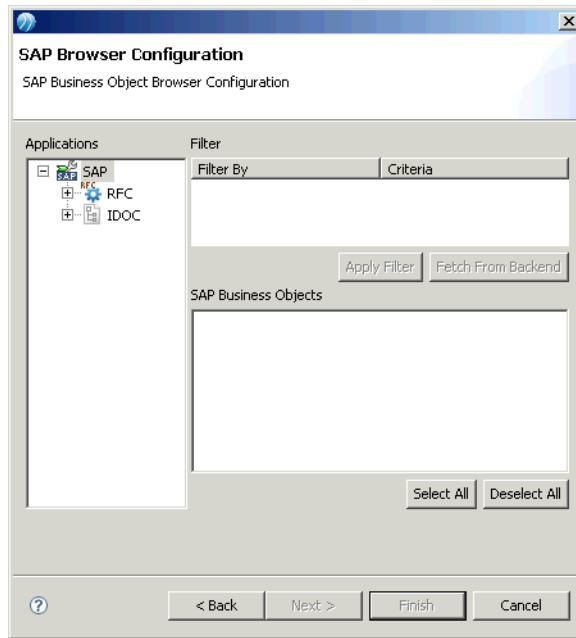 SAP Browser Configuration
SAP Business Object Browser Configuration
Applications
Filter
SAP
SAP
RFC
RFC
IDOC
Filter By
Criteria
Apply Filter
Fetch From Backend
SAP Business Objects
Select All
Deselect All
?
< Back
Next >
Finish
Cancel